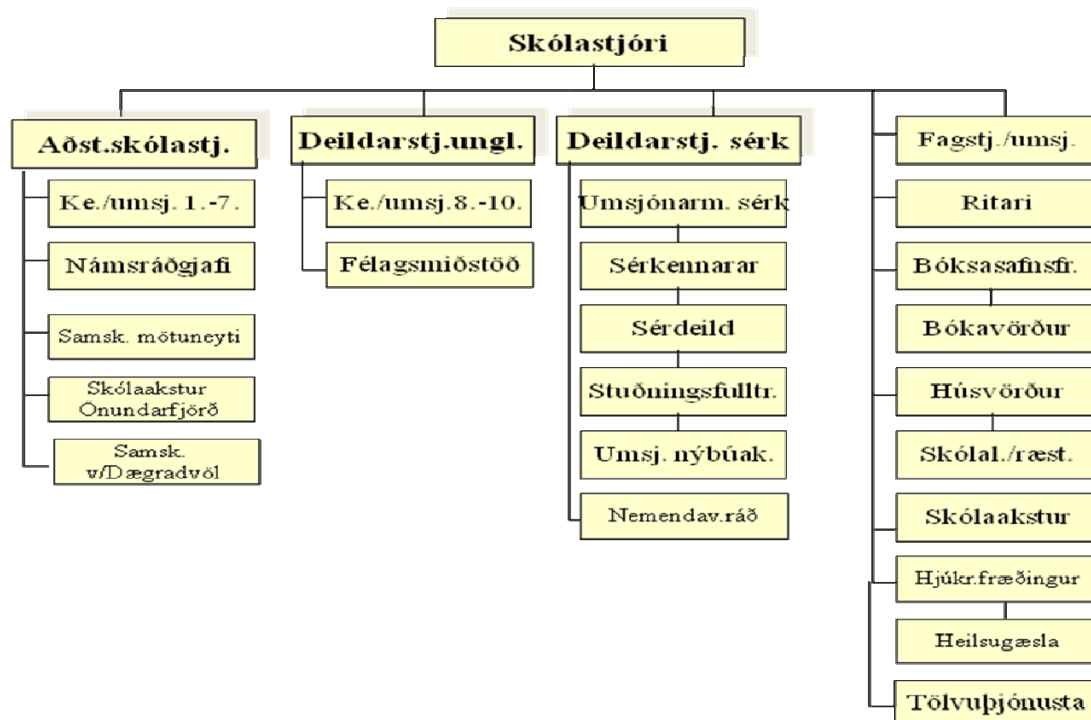 Skólastjóri
Aðst.skólastj.
Ke./umsj. 1.-7.
Námsráðgjafi
Samsk. mötuneyti
Skólaakstur
Önundarfjörð
Samsk.
v/Dægradvöl
Deildarstj.ungl.
Ke./umsj.8.-10.
Félagsmiðstöð
Deildarstj. sérk
Umsjónarm. sérk
Sérkennarar
Sérdeild
Stuðningsfulltr.
Umsj. nýbúak.
Nemendav.ráð
Fagstj./umsj.
Ritari
Bóksasafnsfr.
Bókavörður
Húsvörður
Skólal./ræst.
Skólaakstur
Hjúkr.fræðingur
Heilsugæsla
Tölvuþjónusta